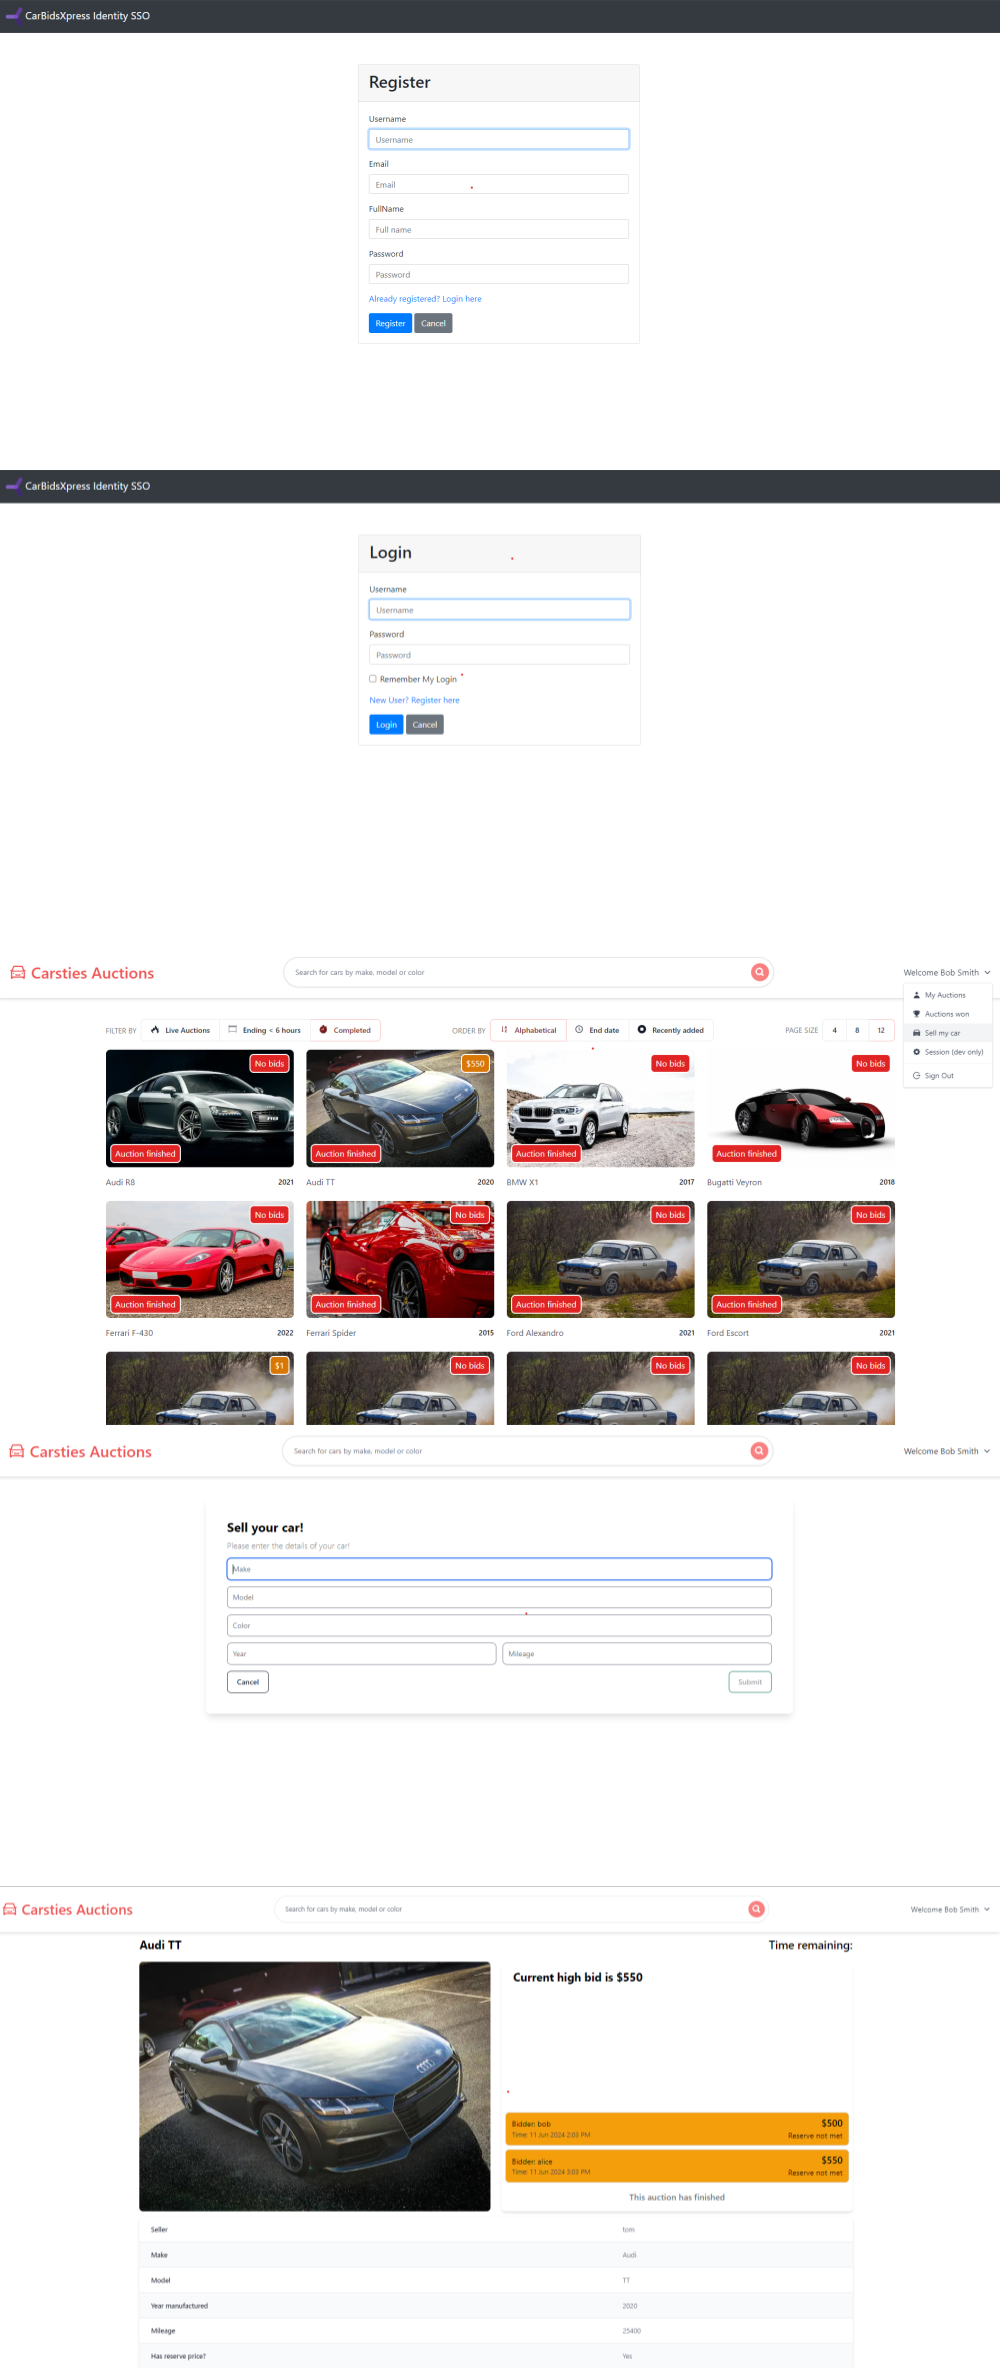 CarBidsXpress Identity SSO
Register
Username
Username
Email
Email
FullName
Full name
Password
Password
Already registered? Login here
Register Cancel
CarBidsXpress Identity SSO
Login
Username
Username
Password
Password
Remember My Login
New User? Register here
Login Cancel
Carsties Auctions Search for cars by make, model or color Welcome Bob Smith
My Auctions
Auctions won
Sell my car
Session (dev only)
Sign Out
FILTER BY Live Auctions Ending < 6 hours Completed ORDER BY Alphabetical End date Recently added PAGE SIZE 4 8 12
No bids $550 No bids No bids
Auction finished Auction finished Auction finished Auction finished
Audi R8 2021 Audi TT 2020 BMW X1 2017 Bugatti Veyron 2018
No bids No bids No bids No bids
Auction finished Auction finished Auction finished Auction finished
Ferrari F-430 2022 Ferrari Spider 2015 Ford Alexandro 2021 Ford Escort 2021
$1 No bids No bids No bids
Carsties Auctions Search for cars by make, model or color Welcome Bob Smith
Sell your car!
Please enter the details of your car!
Make
Model
Color
Year Mileage
Cancel Submit
Carsties Auctions Search for cars by make, model or color Welcome Bob Smith
Audi TT Time remaining:
Current high bid is $550
Bidder: bob $500
Time: 11 Jun 2024 2:03 PM Reserve not met
Bidder: alice $550
Time: 11 Jun 2024 3:03 PM Reserve not met
This auction has finished
Seller tom
Make Audi
Model TT
Year manufactured 2020
Mileage 25400
Has reserve price? Yes